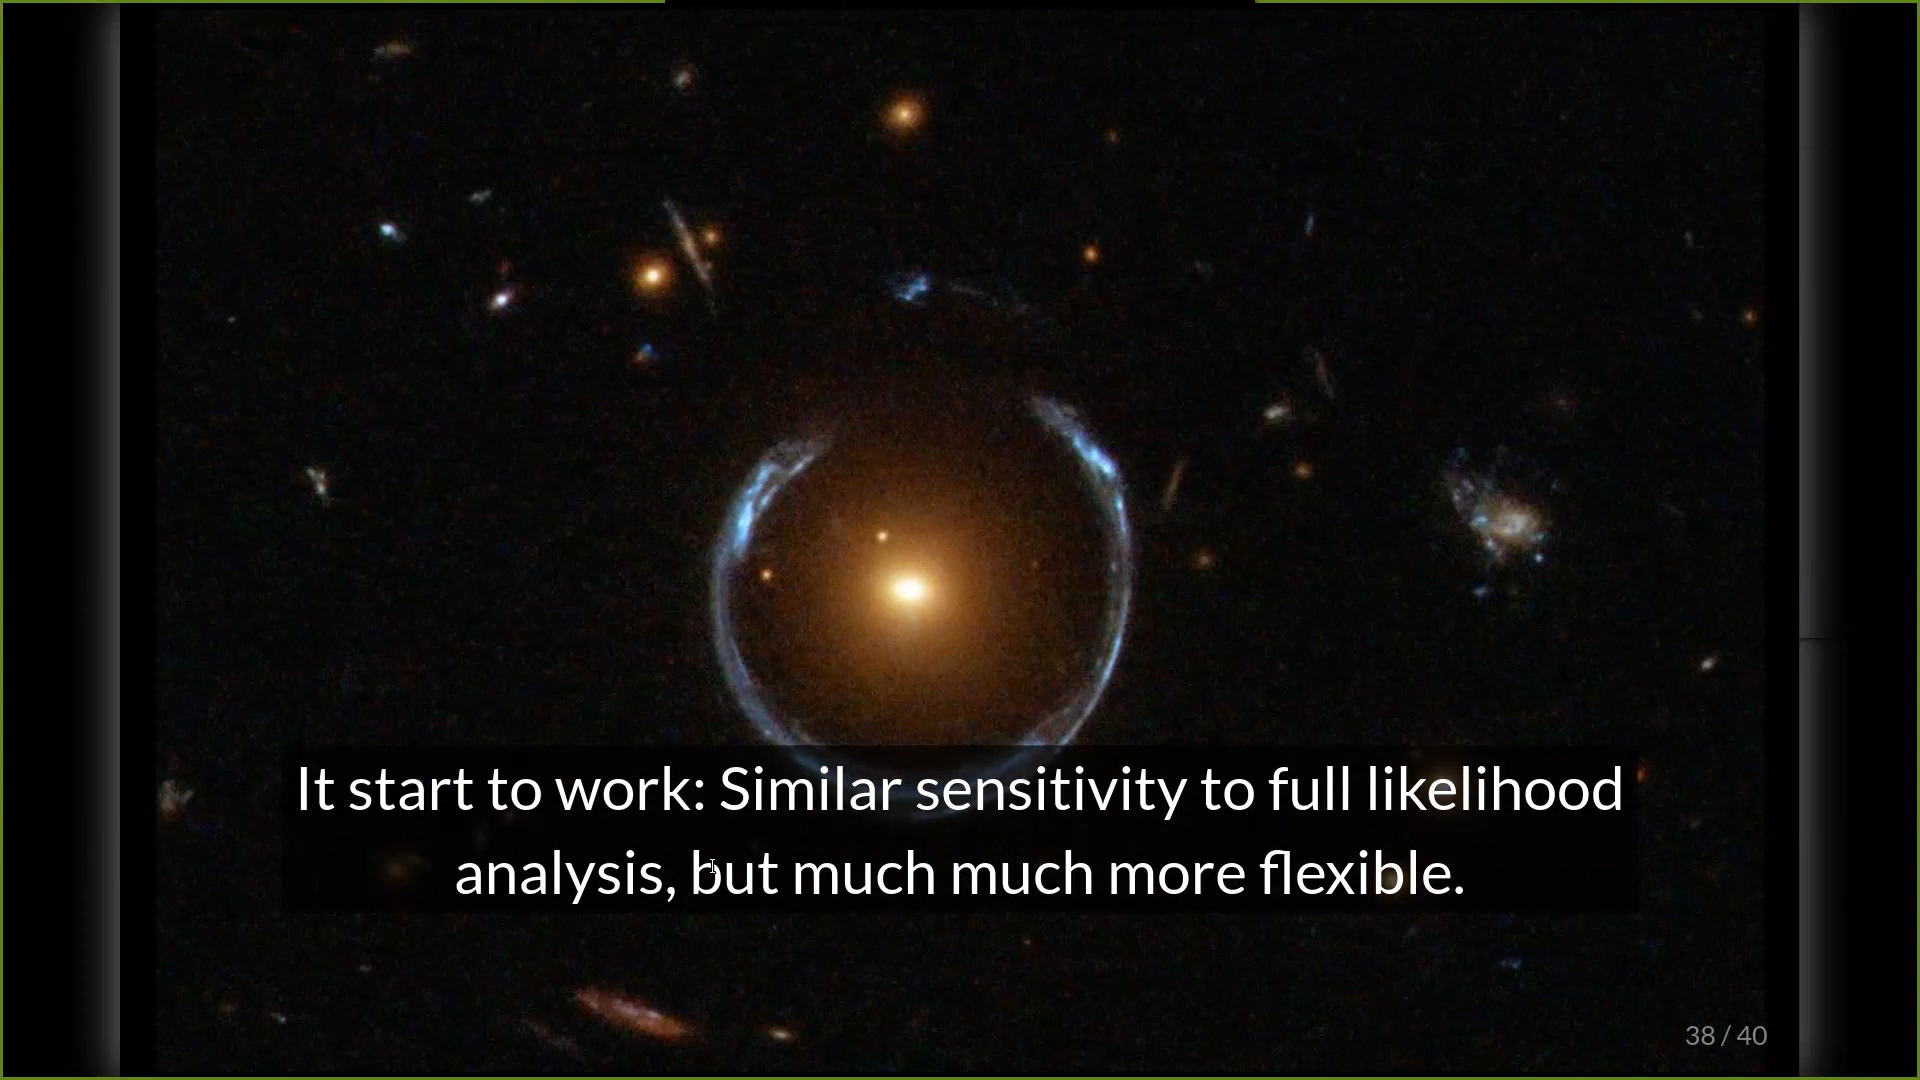 It start to work: Similar sensitivity to full likelihood
analysis, but much much more flexible.
38 / 40